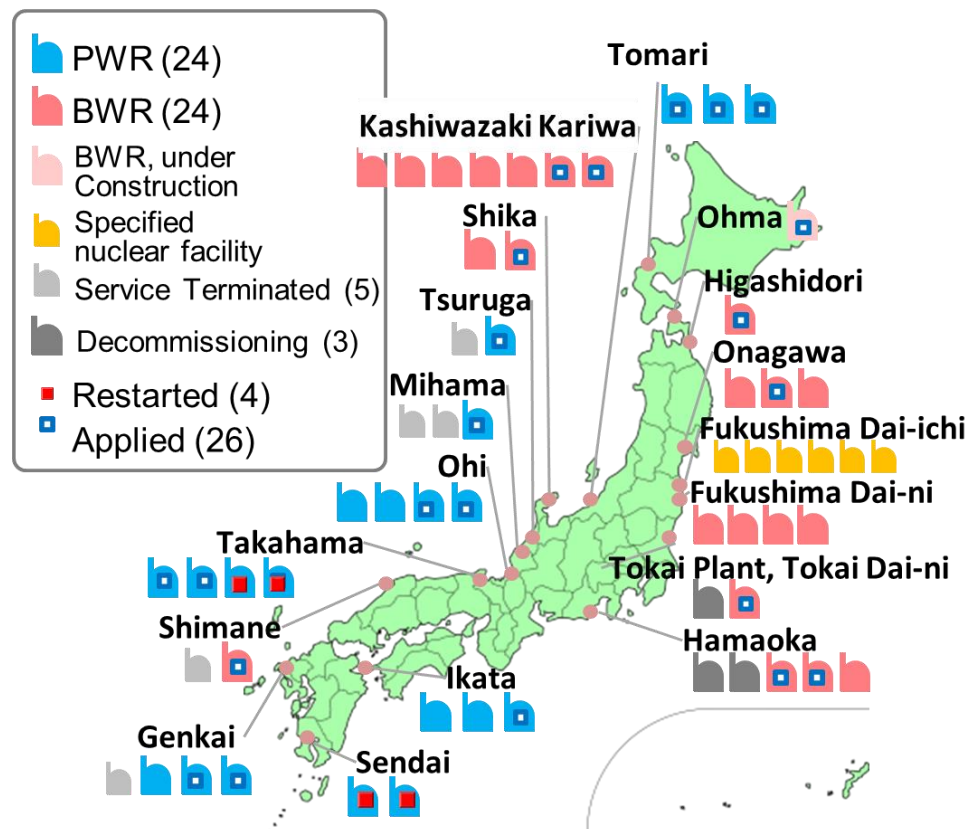 PWR (24)
BWR (24)
BWR, under
Construction
Specified
nuclear facility
Service Terminated (5)
Decommissioning (3)
Restarted (4)
Applied (26)
Tomari
Kashiwazaki Kariwa
Shika
Ohma
Higashidori
Tsuruga
Onagawa
Mihama
Fukushima Dai-ichi
Ohi
Fukushima Dai-ni
Takahama
Tokai Plant, Tokai Dai-ni
Shimane
Hamaoka
Ikata
Genkai
Sendai